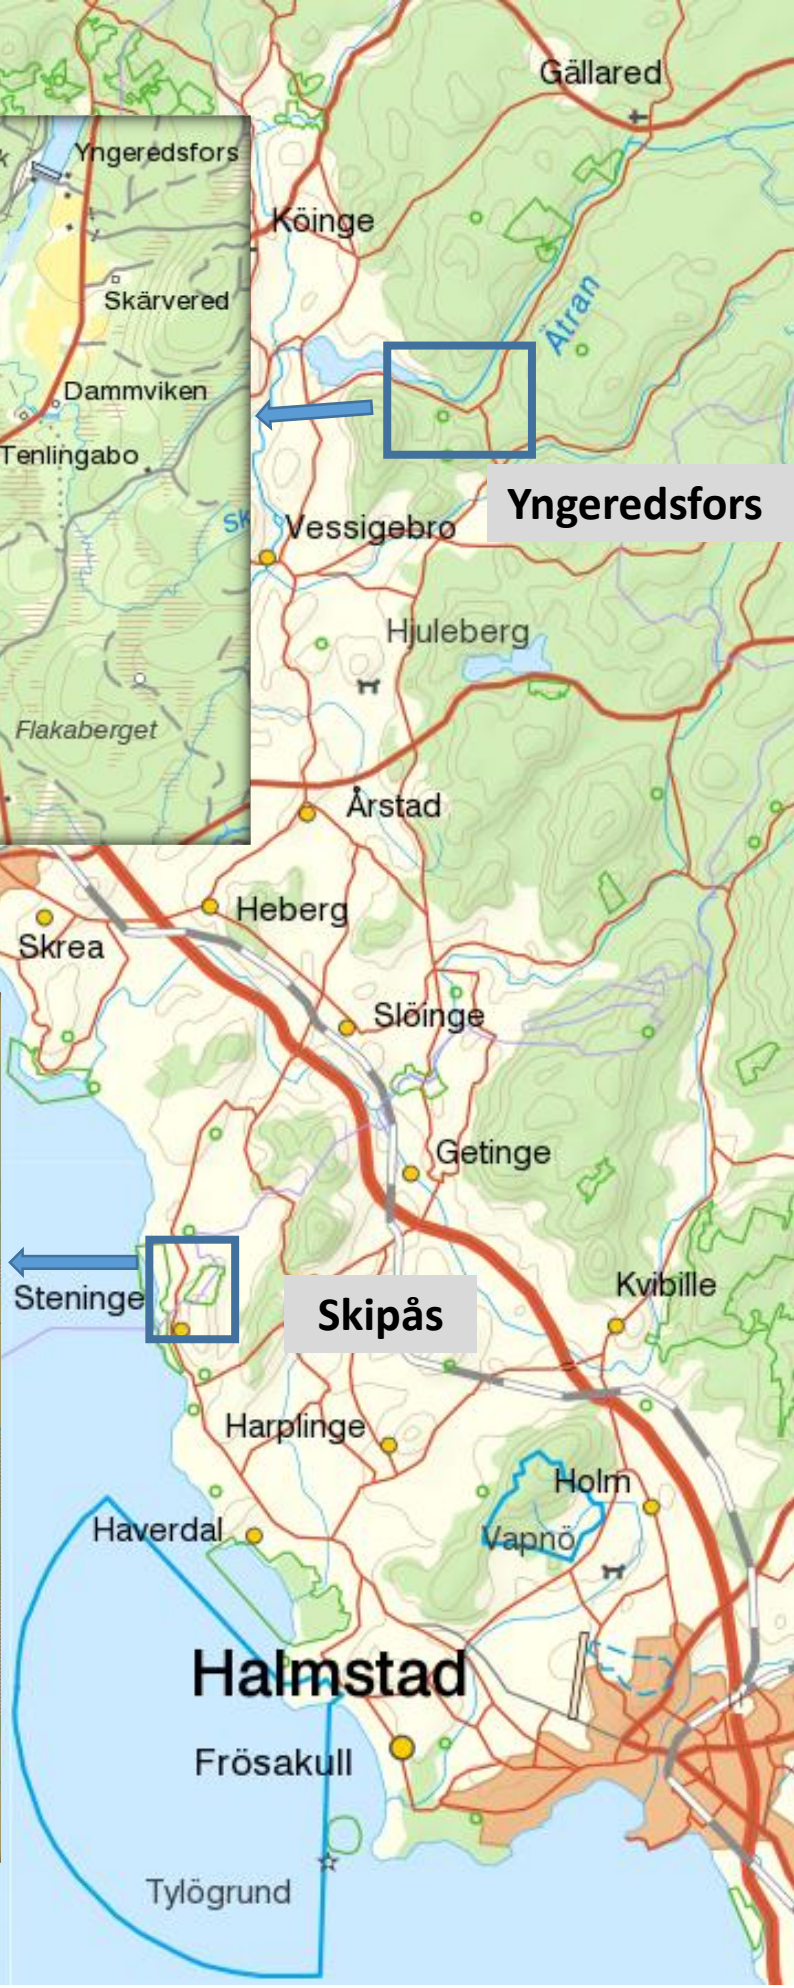 Gällared
Yngeredsfors
Köinge
Skärvered
Ätran
Dammviken
Tenlingabo
Yngeredsfors
Vessigebro
Hjuleberg
Flakaberget
Årstad
Heberg
Skrea
Slöinge
Getinge
Kvibille
Steninge
Skipås
Harplinge
Holm
Haverdal
Vapnö
Halmstad
Frösakull
Tylögrund